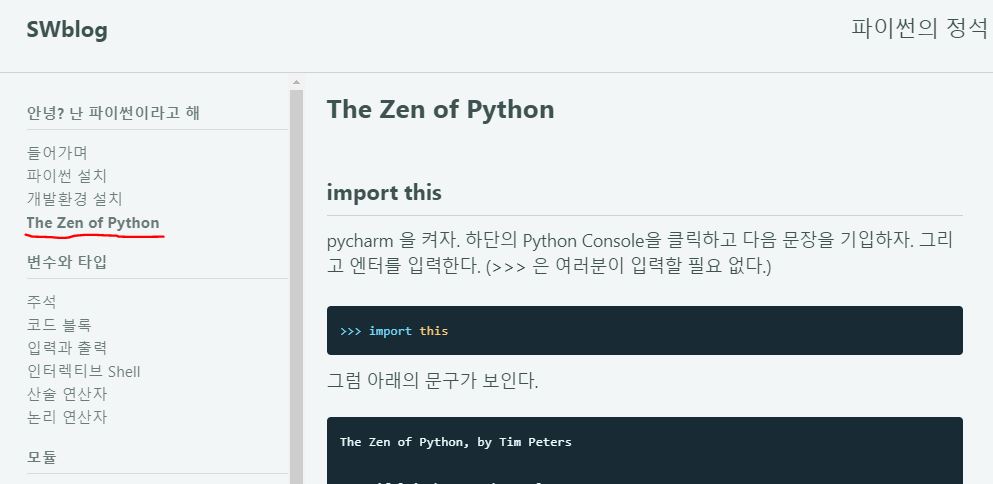 SWblog
파이썬의 정석
안녕? 난 파이썬이라고 해
들어가며
파이썬 설치
개발환경 설치
The Zen of Python
변수와 타입
주석
코드 블록
입력과 출력
인터렉티브 Shell
산술 연산자
논리 연산자
모듈
The Zen of Python
import this
pycharm 을 켜자. 하단의 Python Console을 클릭하고 다음 문장을 기입하자. 그리
고 엔터를 입력한다. (>>> 은 여러분이 입력할 필요 없다.)
>>> import this
그럼 아래의 문구가 보인다.
The Zen of Python, by Tim Peters